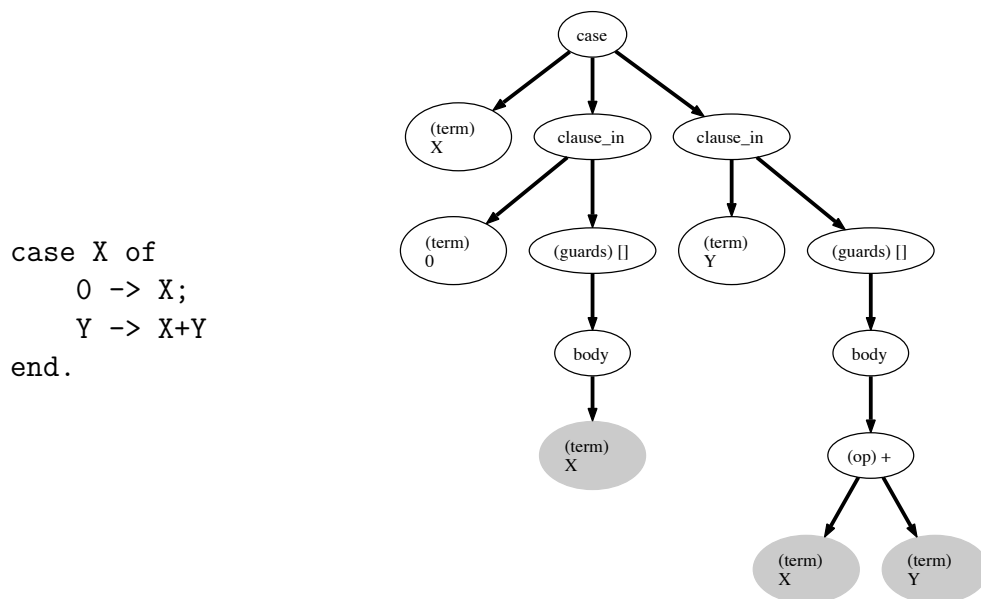 case X of
    0 -> X;
    Y -> X+Y
end.
case
(term)
X
clause_in
clause_in
(term)
0
(guards) []
(term)
Y
(guards) []
body
body
(term)
X
(op) +
(term)
X
(term)
Y